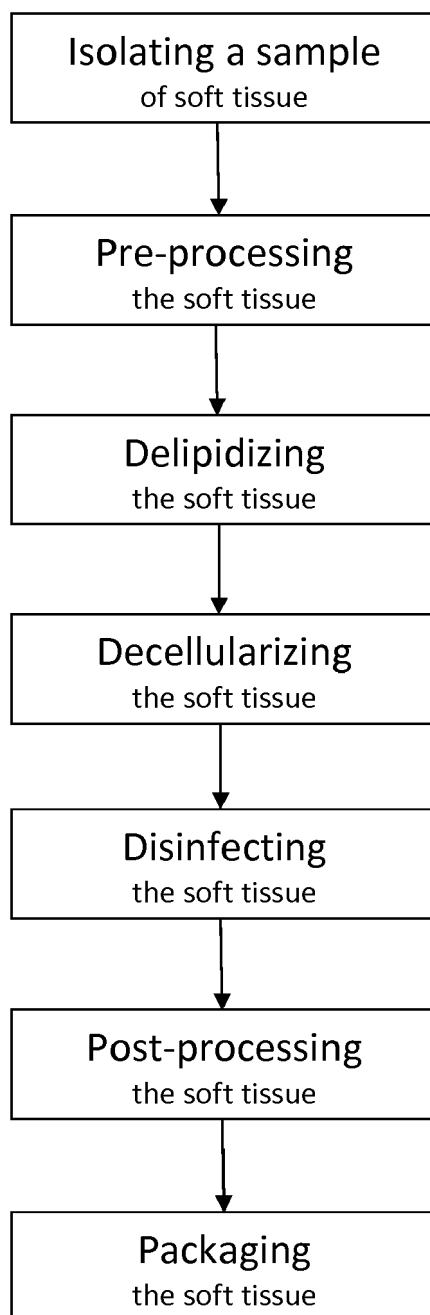 Isolating a sample
of soft tissue
Pre-processing
the soft tissue
Delipidizing
the soft tissue
Decellularizing
the soft tissue
Disinfecting
the soft tissue
Post-processing
the soft tissue
Packaging
the soft tissue